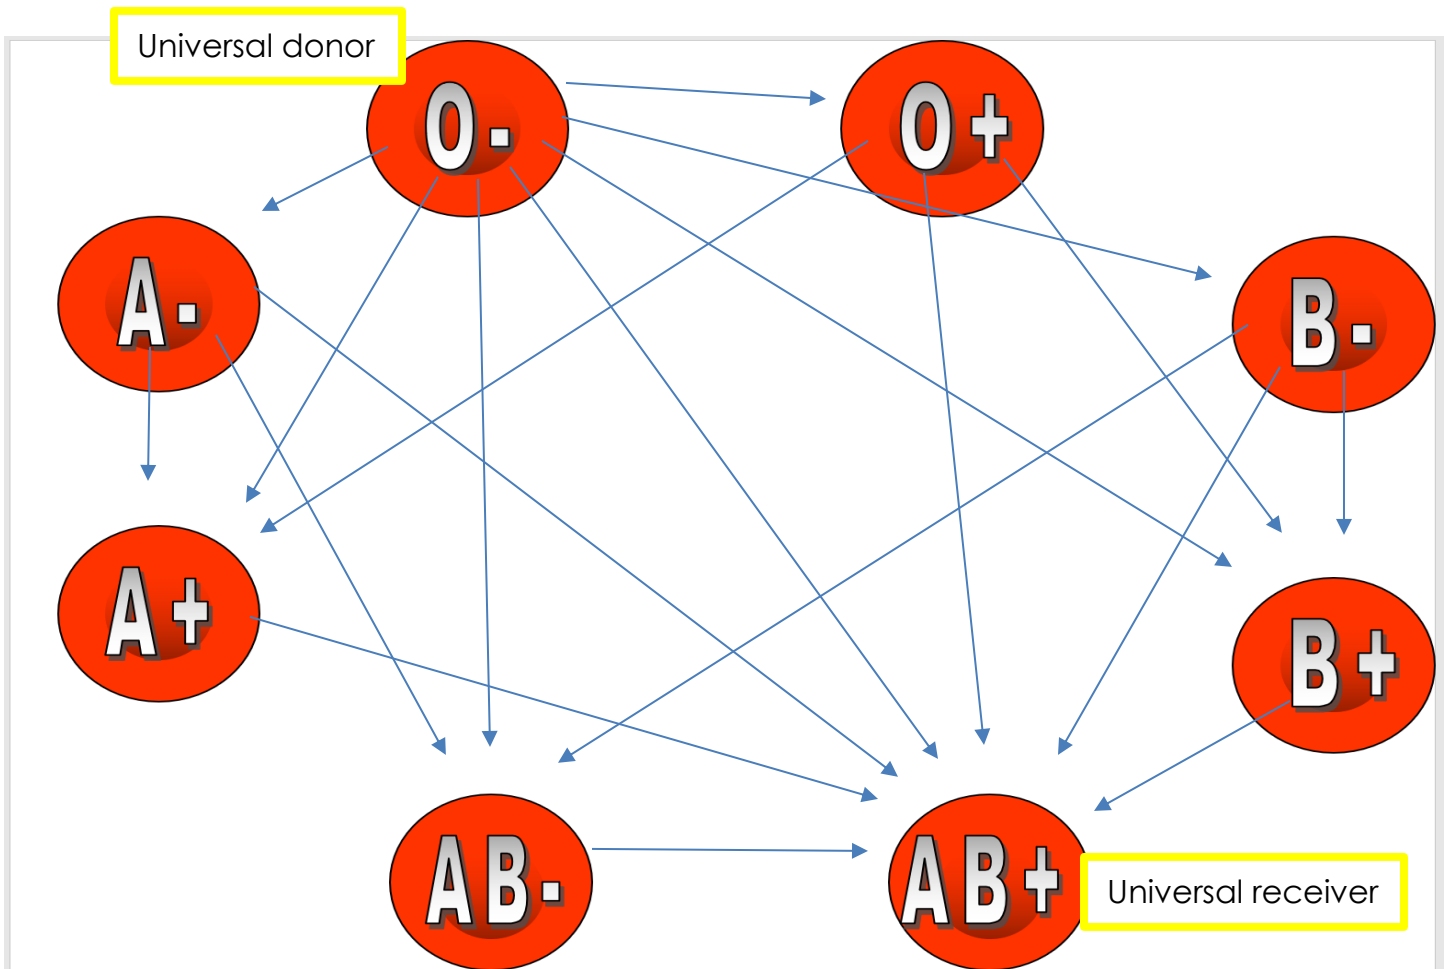 Universal donor
O -
O +
A -
B -
A +
B +
AB -
AB +
Universal receiver